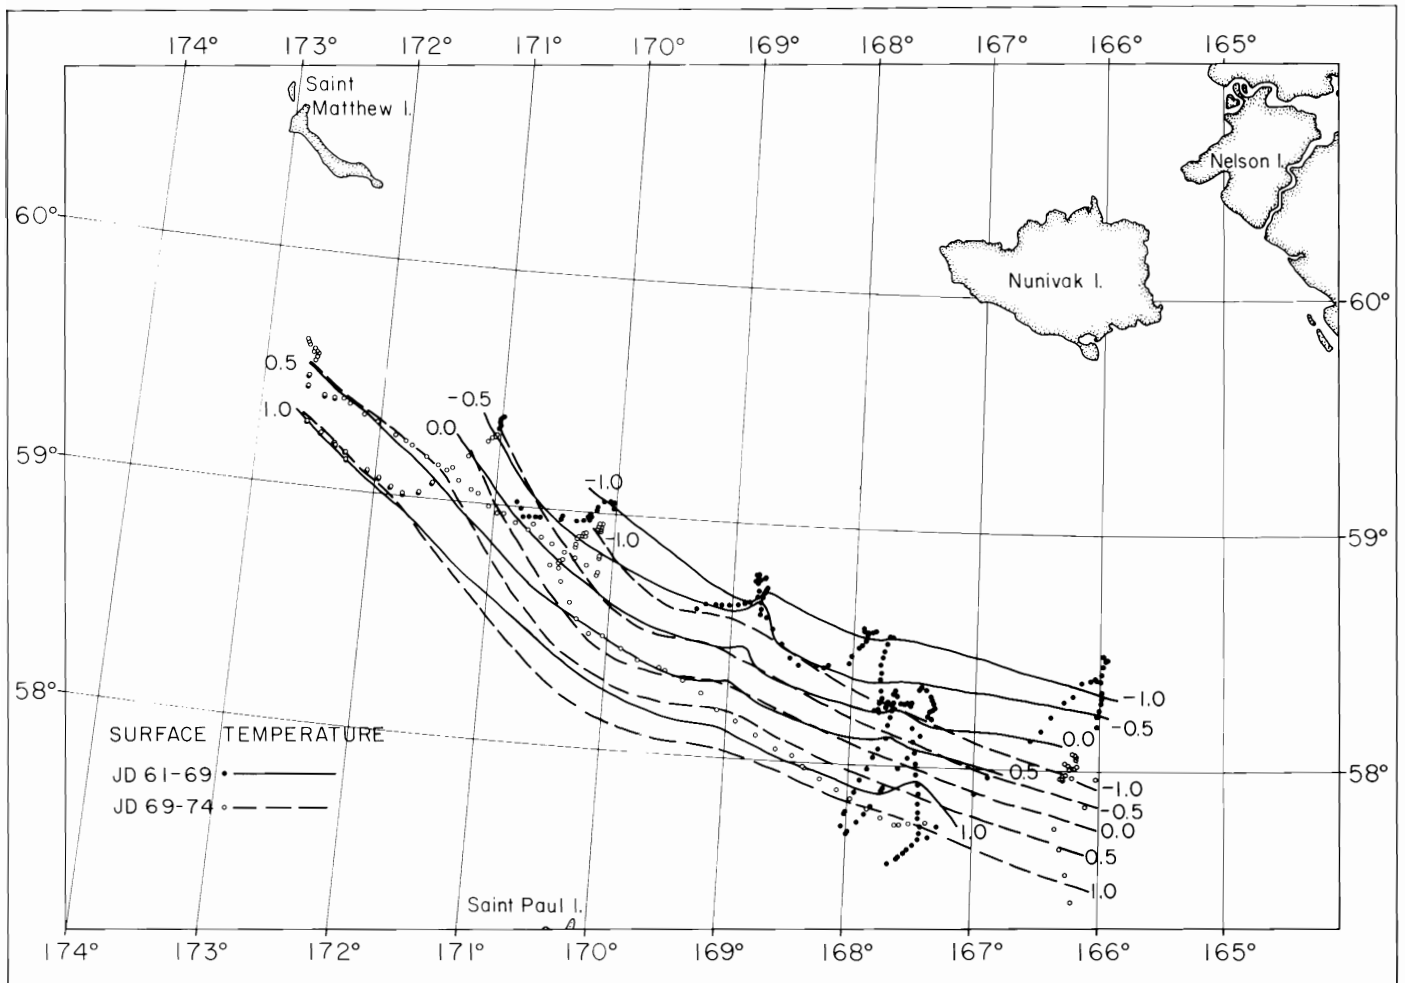 174° 173° 172° 171° 170° 169° 168° 167° 166° 165°
Saint
Matthew I.
Nelson I.
60°
Nunivak I.
60°
0.5
-0.5
1.0
0.0
59°
-1.0
-1.0
59°
58°
-1.0
-0.5
0.0
SURFACE TEMPERATURE
0.5
58°
JD 61-69
-1.0
JD 69-74
-0.5
1.0
0.0
0.5
1.0
Saint Paul I.
174° 173° 172° 171° 170° 169° 168° 167° 166° 165°